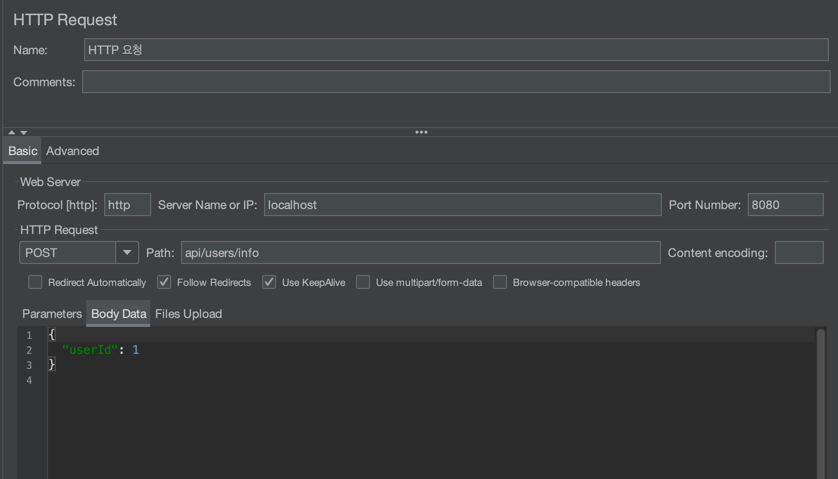 HTTP Request
Name: HTTP 요청
Comments:
Basic Advanced
Web Server
Protocol [http]: http Server Name or IP: localhost Port Number: 8080
HTTP Request
POST Path: api/users/info Content encoding:
Redirect Automatically Follow Redirects Use KeepAlive Use multipart/form-data Browser-compatible headers
Parameters Body Data Files Upload
1 {
2 "userId": 1
3 }
4